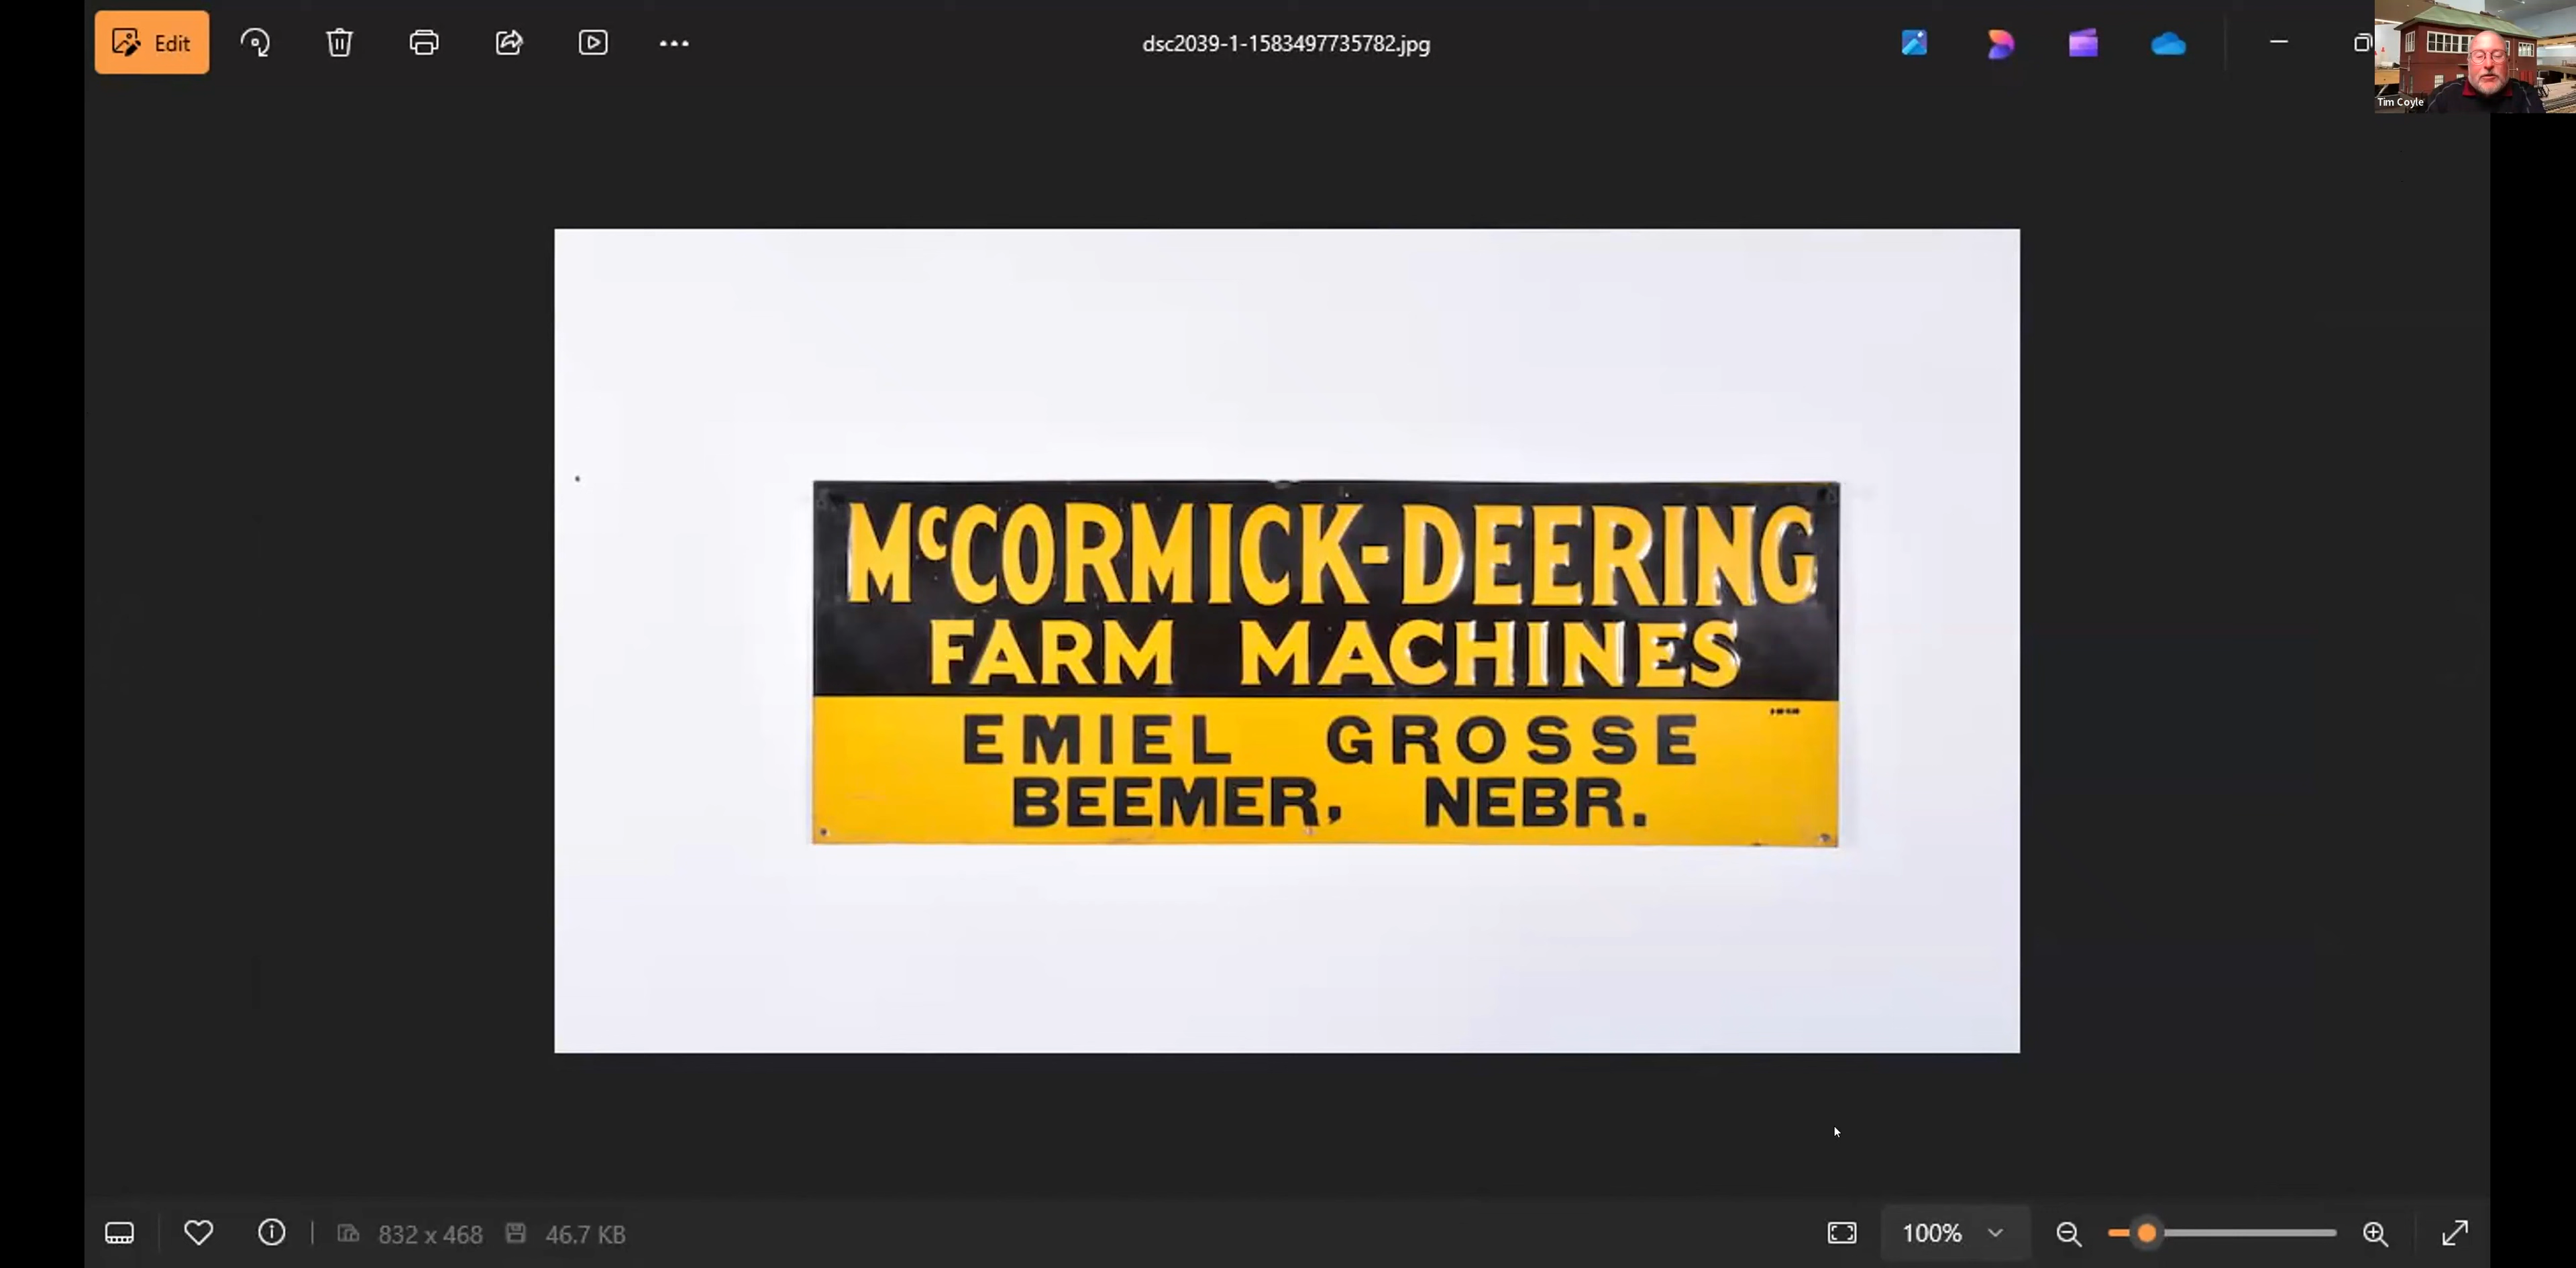 Edit
dsc2039-1-1583497735782.jpg
Tim Coyle
McCORMICK-DEERING
FARM MACHINES
EMIEL GROSSE
BEEMER, NEBR.
832 x 468
46.7 KB
100%